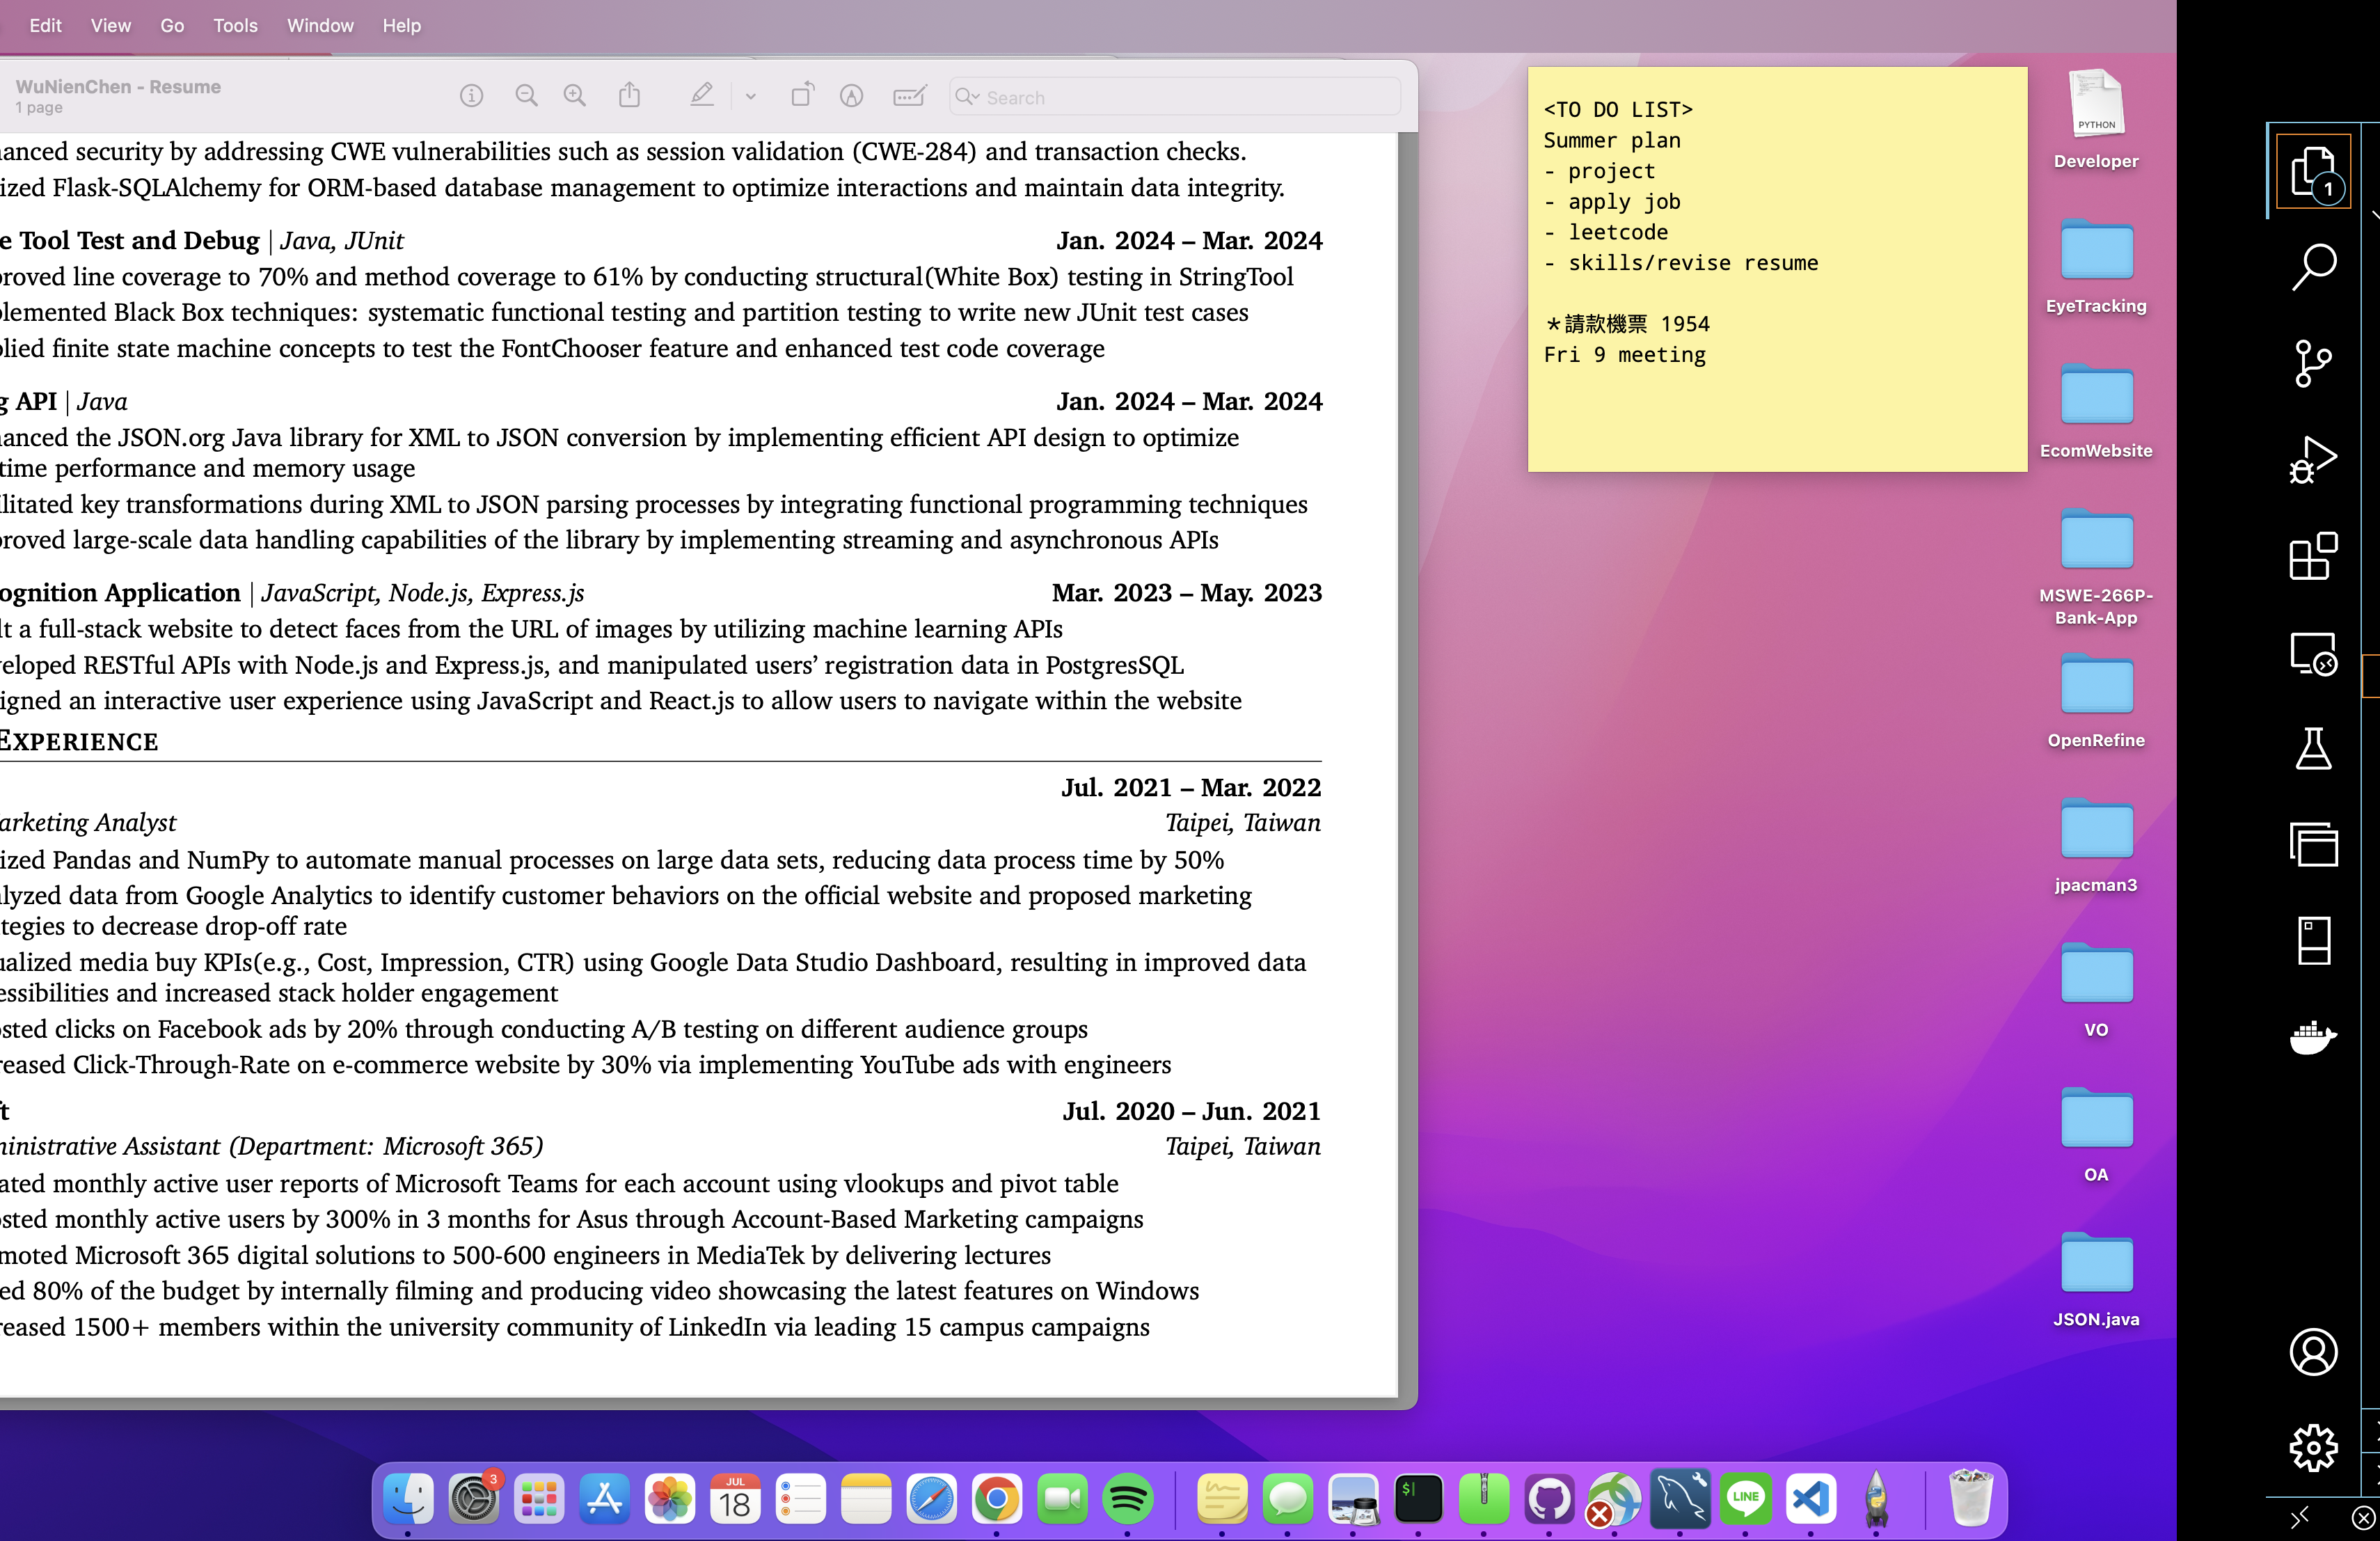 Edit View Go Tools Window Help
WuNienChen - Resume
1 page
Search
security by addressing CWE vulnerabilities such as session validation (CWE-284) and transaction checks.
Flask-SQLAlchemy for ORM-based database management to optimize interactions and maintain data integrity.
Tool Test and Debug | Java, JUnit Jan. 2024 – Mar. 2024
line coverage to 70% and method coverage to 61% by conducting structural(White Box) testing in StringTool
Black Box techniques: systematic functional testing and partition testing to write new JUnit test cases
finite state machine concepts to test the FontChooser feature and enhanced test code coverage
API | Java Jan. 2024 – Mar. 2024
the JSON.org Java library for XML to JSON conversion by implementing efficient API design to optimize
time performance and memory usage
key transformations during XML to JSON parsing processes by integrating functional programming techniques
large-scale data handling capabilities of the library by implementing streaming and asynchronous APIs
ognition Application | JavaScript, Node.js, Express.js Mar. 2023 – May. 2023
a full-stack website to detect faces from the URL of images by utilizing machine learning APIs
RESTful APIs with Node.js and Express.js, and manipulated users’ registration data in PostgresSQL
an interactive user experience using JavaScript and React.js to allow users to navigate within the website
EXPERIENCE
Jul. 2021 – Mar. 2022
arketing Analyst Taipei, Taiwan
ized Pandas and NumPy to automate manual processes on large data sets, reducing data process time by 50%
data from Google Analytics to identify customer behaviors on the official website and proposed marketing
tegies to decrease drop-off rate
ualized media buy KPIs(e.g., Cost, Impression, CTR) using Google Data Studio Dashboard, resulting in improved data
essibilities and increased stack holder engagement
sted clicks on Facebook ads by 20% through conducting A/B testing on different audience groups
reased Click-Through-Rate on e-commerce website by 30% via implementing YouTube ads with engineers
Jul. 2020 – Jun. 2021
ministrative Assistant (Department: Microsoft 365) Taipei, Taiwan
ated monthly active user reports of Microsoft Teams for each account using vlookups and pivot table
sted monthly active users by 300% in 3 months for Asus through Account-Based Marketing campaigns
moted Microsoft 365 digital solutions to 500-600 engineers in MediaTek by delivering lectures
ed 80% of the budget by internally filming and producing video showcasing the latest features on Windows
reased 1500+ members within the university community of LinkedIn via leading 15 campus campaigns
<TO DO LIST>
Summer plan
- project
- apply job
- leetcode
- skills/revise resume
*請款機票 1954
Fri 9 meeting
PYTHON
Developer
EyeTracking
EcomWebsite
MSWE-266P-
Bank-App
OpenRefine
jpacman3
VO
OA
JSON.java
1
3
JUL
18
LINE